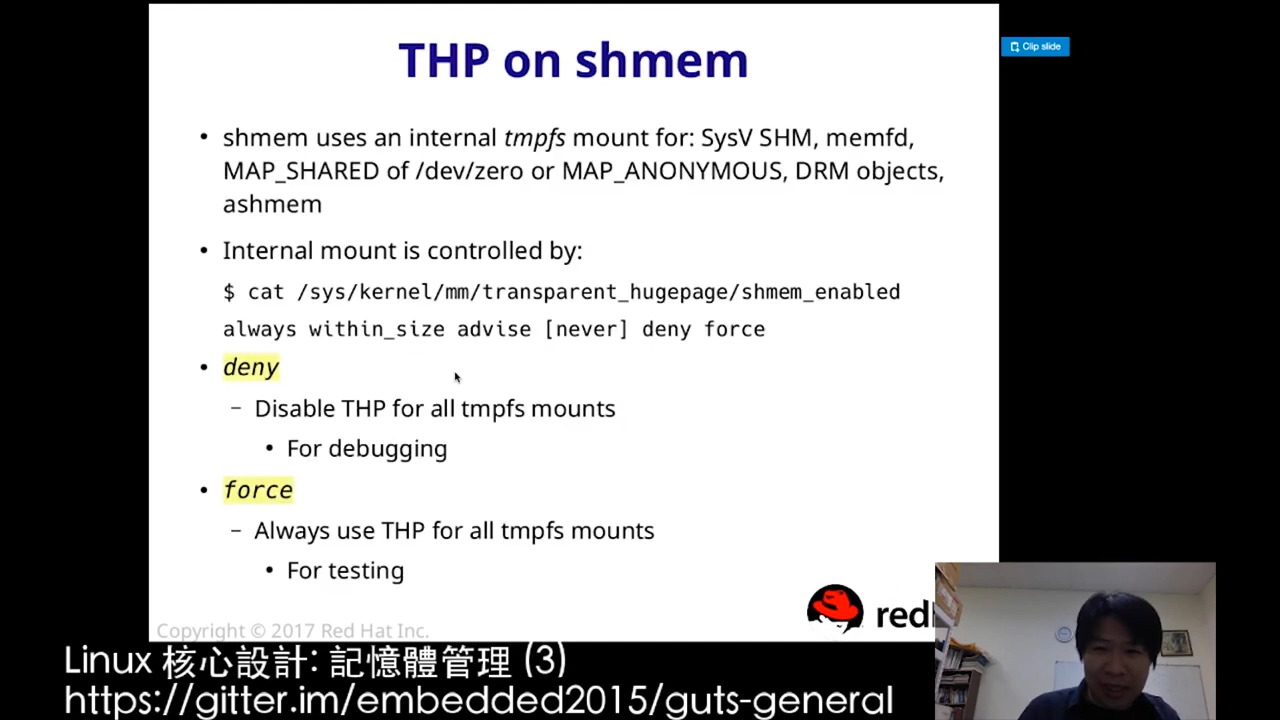 THP on shmem
Clip slide
• shmem uses an internal tmpfs mount for: SysV SHM, memfd,
MAP_SHARED of /dev/zero or MAP_ANONYMOUS, DRM objects,
ashmem
• Internal mount is controlled by:
$ cat /sys/kernel/mm/transparent_hugepage/shmem_enabled
always within_size advise [never] deny force
• deny
– Disable THP for all tmpfs mounts
• For debugging
• force
– Always use THP for all tmpfs mounts
• For testing
red
Copyright © 2017 Red Hat Inc.
Linux 核心設計: 記憶體管理 (3)
https://gitter.im/embedded2015/guts-general